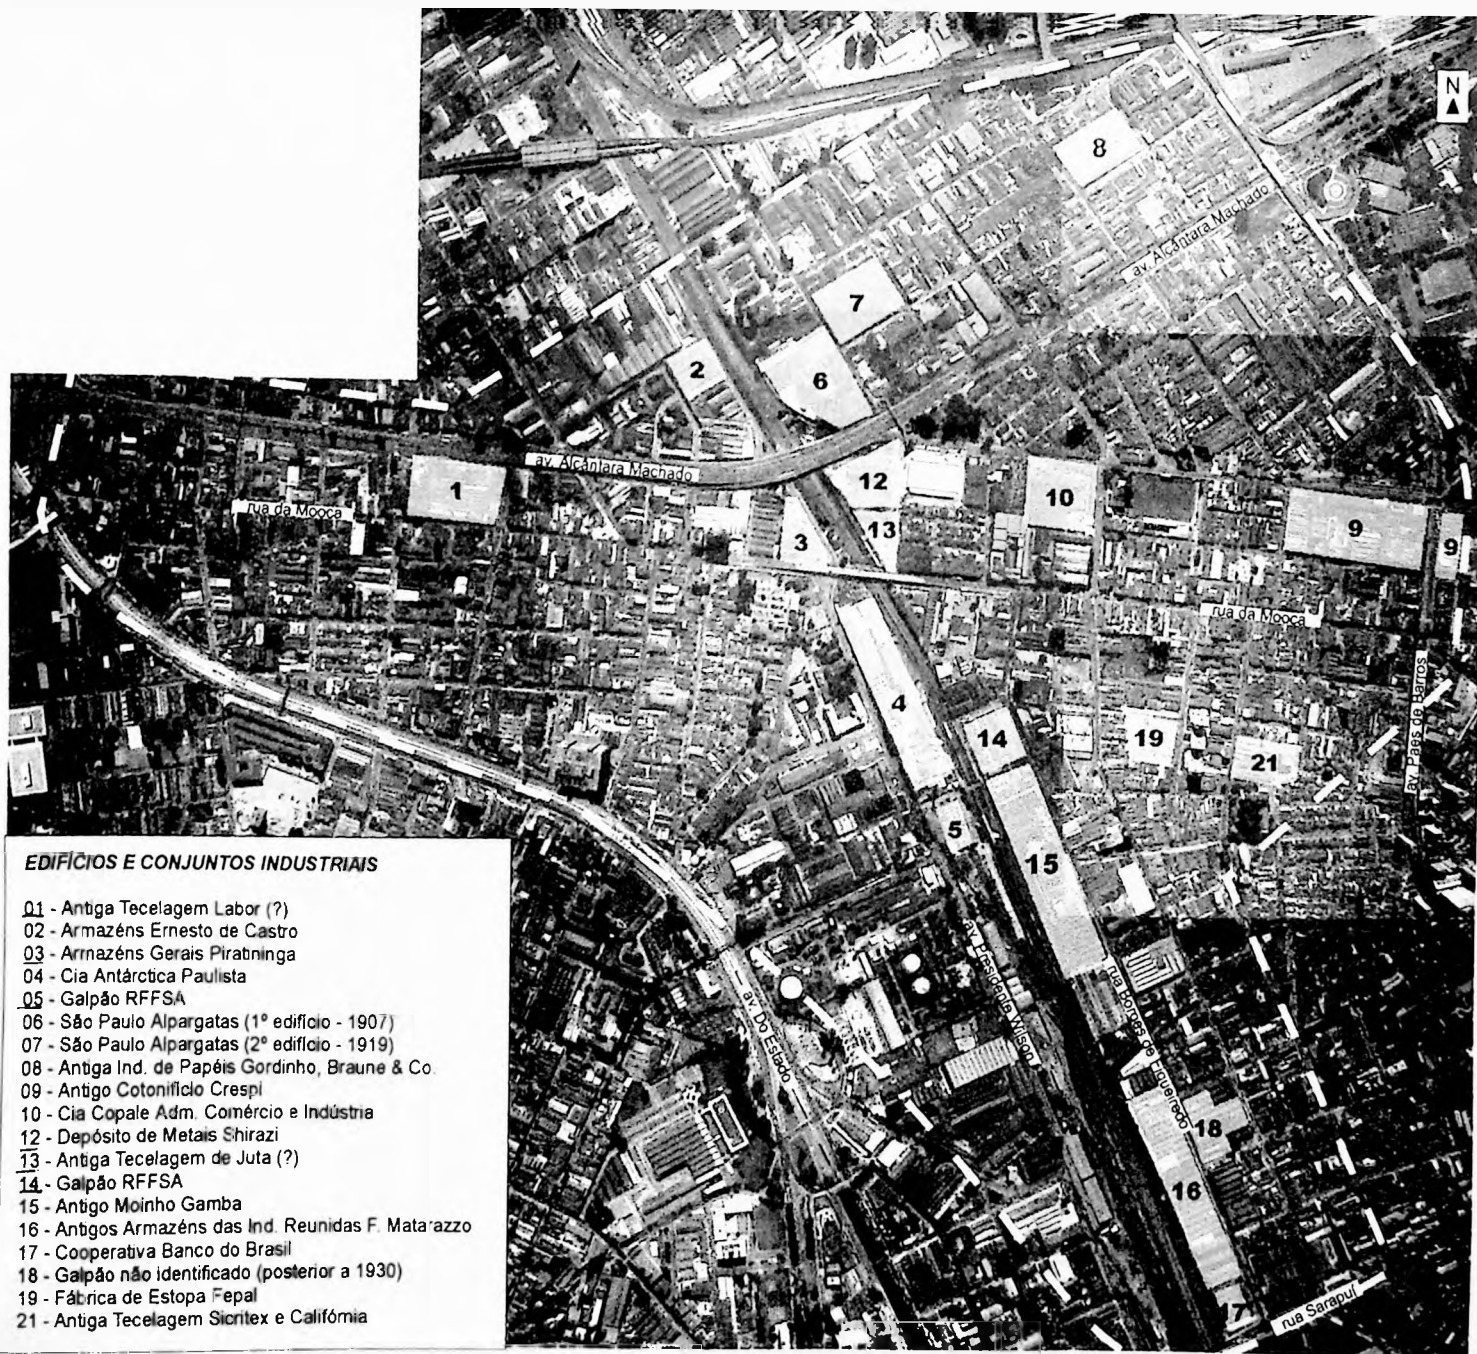 N
8
av. Alcântara Machado
7
2
6
av. Alcântara Machado
1
rua da Mooca
12
10
3
13
9
9
rua da Mooca
4
14
19
21
av. Paes de Barros
5
15
av. Presidente Wilson
av. Do Estado
rua Borges de Figueiredo
18
16
17
rua Sarapuí
EDIFÍCIOS E CONJUNTOS INDUSTRIAIS
01 - Antiga Tecelagem Labor (?)
02 - Armazéns Ernesto de Castro
03 - Armazéns Gerais Piratininga
04 - Cia Antárctica Paulista
05 - Galpão RFFSA
06 - São Paulo Alpargatas (1º edifício - 1907)
07 - São Paulo Alpargatas (2º edifício - 1919)
08 - Antiga Ind. de Papéis Gordinho, Braune & Co.
09 - Antigo Cotonifício Crespi
10 - Cia Copale Adm. Comércio e Indústria
12 - Depósito de Metais Shirazi
13 - Antiga Tecelagem de Juta (?)
14 - Galpão RFFSA
15 - Antigo Moinho Gamba
16 - Antigos Armazéns das Ind. Reunidas F. Matarazzo
17 - Cooperativa Banco do Brasil
18 - Galpão não identificado (posterior a 1930)
19 - Fábrica de Estopa Fepal
21 - Antiga Tecelagem Sicritex e Califórnia